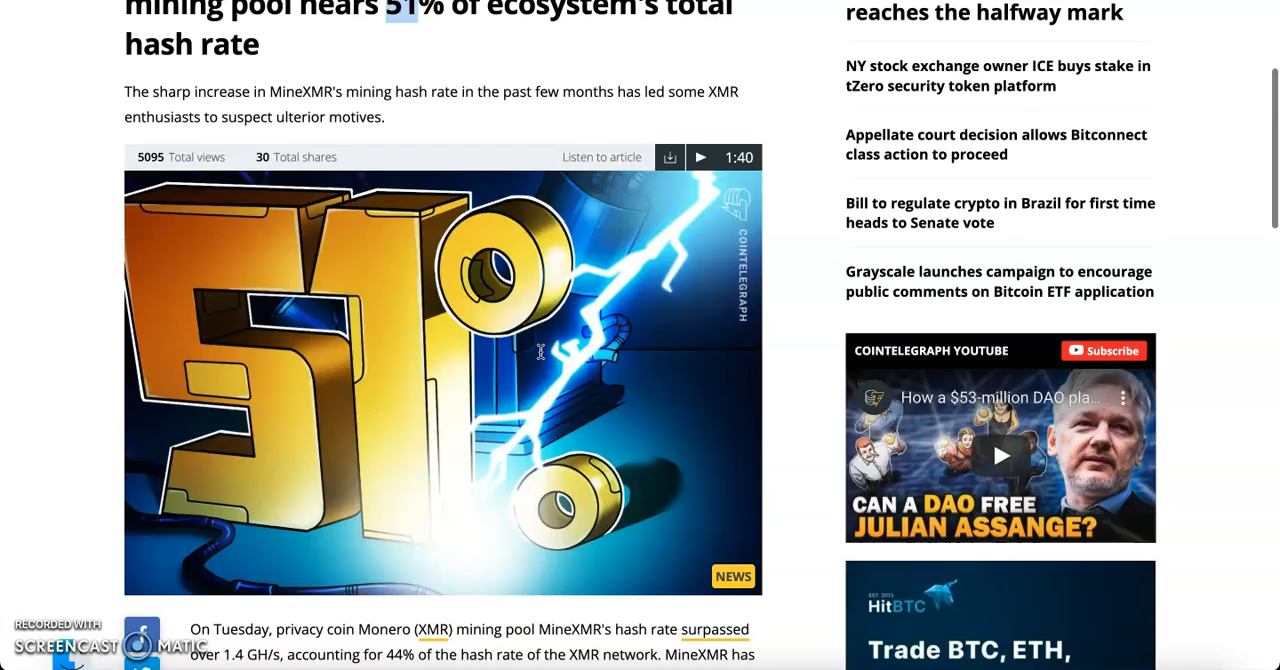 mining pool nears 51% of ecosystem's total
hash rate
The sharp increase in MineXMR's mining hash rate in the past few months has led some XMR
enthusiasts to suspect ulterior motives.
5095 Total views 30 Total shares Listen to article 1:40
51%
COINTELEGRAPH
NEWS
On Tuesday, privacy coin Monero (XMR) mining pool MineXMR's hash rate surpassed
over 1.4 GH/s, accounting for 44% of the hash rate of the XMR network. MineXMR has
RECORDED WITH
SCREENCAST MATIC
reaches the halfway mark
NY stock exchange owner ICE buys stake in
tZero security token platform
Appellate court decision allows Bitconnect
class action to proceed
Bill to regulate crypto in Brazil for first time
heads to Senate vote
Grayscale launches campaign to encourage
public comments on Bitcoin ETF application
COINTELEGRAPH YOUTUBE Subscribe
How a $53-million DAO pla...
CAN A DAO FREE
JULIAN ASSANGE?
EST. 2013
HitBTC
Trade BTC, ETH,